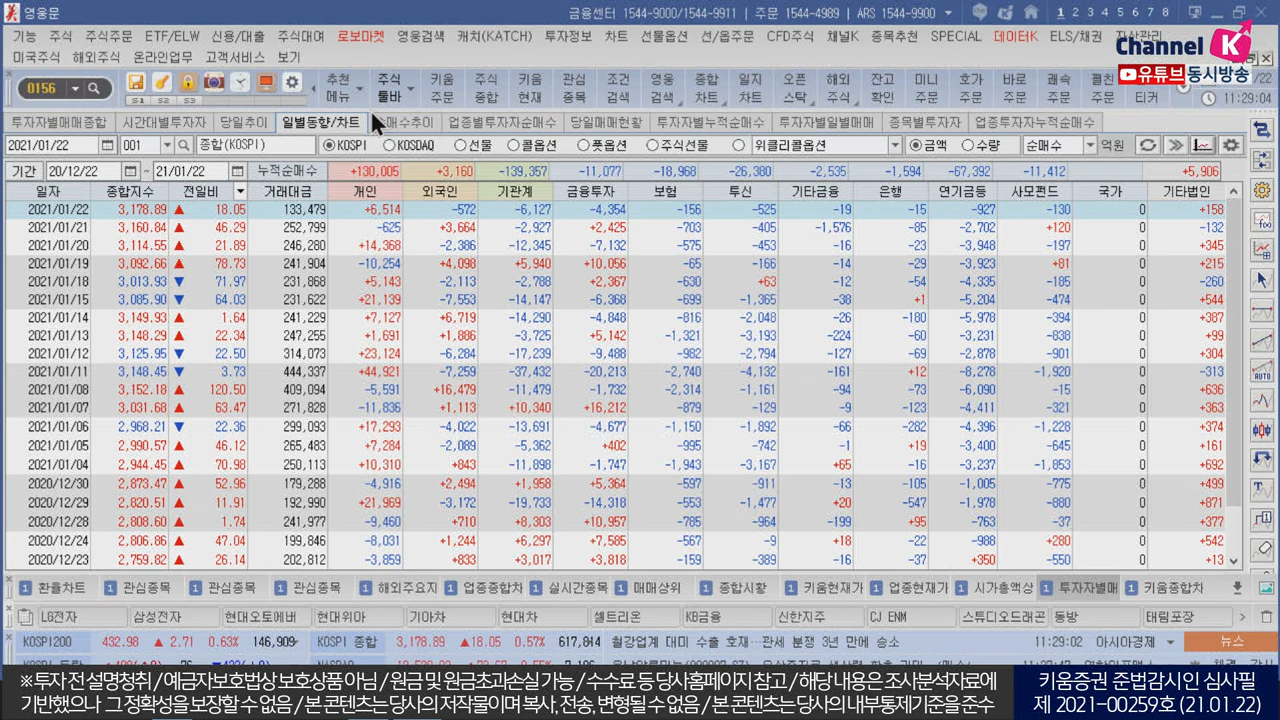 영웅문 금융센터 1544-9000/1544-9911 | 주문 1544-4989 | ARS 1544-9900 1 2 3 4 5 6 7 8
기능 주식 주식주문 ETF/ELW 신용/대출 주식대여 로보마켓 영웅검색 캐치(KATCH) 투자정보 차트 선물옵션 선/옵주문 CFD주식 채널K 종목추천 SPECIAL 데이터K ELS/채권 자산관리
미국주식 해외주식 온라인업무 고객서비스 보기
Channel K
유튜브동시방송
0156 S1 S2 S3 추천메뉴 주식툴바 키움주문 주식종합 키움현재 관심종목 조건검색 영웅검색 종합차트 일지차트 오픈스탁 해외주식 잔고확인 미니주문 호가주문 바로주문 쾌속주문 펼친티커
11:29:04
투자자별매매종합 시간대별투자자 당일추이 일별동향/차트 매수추이 업종별투자자순매수 당일매매현황 투자자별누적순매수 투자자별일별매매 종목별투자자 업종투자자누적순매수
2021/01/22 001 종합(KOSPI) KOSPI KOSDAQ 선물 콜옵션 풋옵션 주식선물 위클리콜옵션 금액 수량 순매수 억원
기간 20/12/22 ~ 21/01/22 누적순매수 +130,005 +3,160 -139,357 -11,077 -18,968 -26,380 -2,535 -1,594 -67,392 -11,412 +5,906
일자 종합지수 전일비 거래대금 개인 외국인 기관계 금융투자 보험 투신 기타금융 은행 연기금등 사모펀드 국가 기타법인
2021/01/22 3,178.89 ▲ 18.05 133,479 +6,514 -572 -6,127 -4,354 -156 -525 -19 -15 -927 -130 0 +158
2021/01/21 3,160.84 ▲ 46.29 252,799 -625 +3,664 -2,927 +2,425 -703 -405 -1,576 -85 -2,702 +120 0 -132
2021/01/20 3,114.55 ▲ 21.89 246,280 +14,368 -2,386 -12,345 -7,132 -575 -453 -16 -23 -3,948 -197 0 +345
2021/01/19 3,092.66 ▲ 78.73 241,904 -10,254 +4,098 +5,940 +10,056 -65 -166 -14 -29 -3,923 +81 0 +215
2021/01/18 3,013.93 ▼ 71.97 231,868 +5,143 -2,113 -2,788 +2,367 -630 +63 -12 -54 -4,335 -185 0 -260
2021/01/15 3,085.90 ▼ 64.03 231,622 +21,139 -7,553 -14,147 -6,368 -699 -1,365 -38 +1 -5,204 -474 0 +544
2021/01/14 3,149.93 ▲ 1.64 241,229 +7,127 +6,719 -14,290 -4,848 -816 -2,048 -26 -180 -5,978 -394 0 +387
2021/01/13 3,148.29 ▲ 22.34 247,255 +1,691 +1,886 -3,725 +5,142 -1,321 -3,193 -224 -60 -3,231 -838 0 +99
2021/01/12 3,125.95 ▼ 22.50 314,073 +23,124 -6,284 -17,239 -9,488 -982 -2,794 -127 -69 -2,878 -901 0 +304
2021/01/11 3,148.45 ▼ 3.73 444,337 +44,921 -7,259 -37,432 -20,213 -2,740 -4,132 -161 +12 -8,278 -1,920 0 -313
2021/01/08 3,152.18 ▲ 120.50 409,094 -5,591 +16,479 -11,479 -1,732 -2,314 -1,161 -94 -73 -6,090 -15 0 +636
2021/01/07 3,031.68 ▲ 63.47 271,828 -11,836 +1,113 +10,340 +16,212 -879 -129 -9 -123 -4,411 -321 0 +363
2021/01/06 2,968.21 ▼ 22.36 299,093 +17,293 -4,022 -13,691 -4,677 -1,150 -1,892 -66 -282 -4,396 -1,228 0 +374
2021/01/05 2,990.57 ▲ 46.12 265,483 +7,284 -2,089 -5,362 +402 -995 -742 -1 +19 -3,400 -645 0 +161
2021/01/04 2,944.45 ▲ 70.98 250,113 +10,310 +843 -11,898 -1,747 -1,943 -3,167 +65 -16 -3,237 -1,853 0 +692
2020/12/30 2,873.47 ▲ 52.96 179,288 -4,916 +2,494 +1,958 +5,364 -597 -911 -13 -105 -1,005 -775 0 +499
2020/12/29 2,820.51 ▲ 11.91 192,990 +21,969 -3,172 -19,733 -14,318 -553 -1,477 +20 -547 -1,978 -880 0 +871
2020/12/28 2,808.60 ▲ 1.74 241,977 -9,460 +710 +8,303 +10,957 -785 -964 -199 +95 -763 -37 0 +377
2020/12/24 2,806.86 ▲ 47.04 199,846 -8,031 +1,244 +6,297 +7,585 -567 -9 +18 -22 -988 +280 0 +542
2020/12/23 2,759.82 ▲ 26.14 202,812 -3,859 +833 +3,017 +3,818 -159 -389 -16 -37 +350 -550 0 +13
1 환율차트 1 관심종목 1 관심종목 1 관심종목 1 해외주요지 1 업종종합차 1 실시간종목 1 매매상위 1 종합시황 1 키움현재가 1 업종현재가 1 시가총액상 1 투자자별매 1 키움종합차
LG전자 삼성전자 현대오토에버 현대위아 기아차 현대차 셀트리온 KB금융 신한지주 CJ ENM 스튜디오드래곤 동방 태림포장
KOSPI200 432.98 ▲ 2.71 0.63% 146,909 KOSPI 종합 3,178.89 ▲18.05 0.57% 617,814 철강업계 대미 수출 호재…관세 분쟁 3년 만에 승소 11:29:02 아시아경제 뉴스
※ 투자 전 설명청취 / 예금자보호법상 보호상품 아님 / 원금 및 원금초과손실 가능 / 수수료 등 당사홈페이지 참고 / 해당 내용은 조사분석자료에
기반했으나 그 정확성을 보장할 수 없음 / 본 콘텐츠는 당사의 저작물이며 복사, 전송, 변형될 수 없음 / 본 콘텐츠는 당사의 내부통제기준을 준수
키움증권 준법감시인 심사필
제 2021-00259호 (21.01.22)